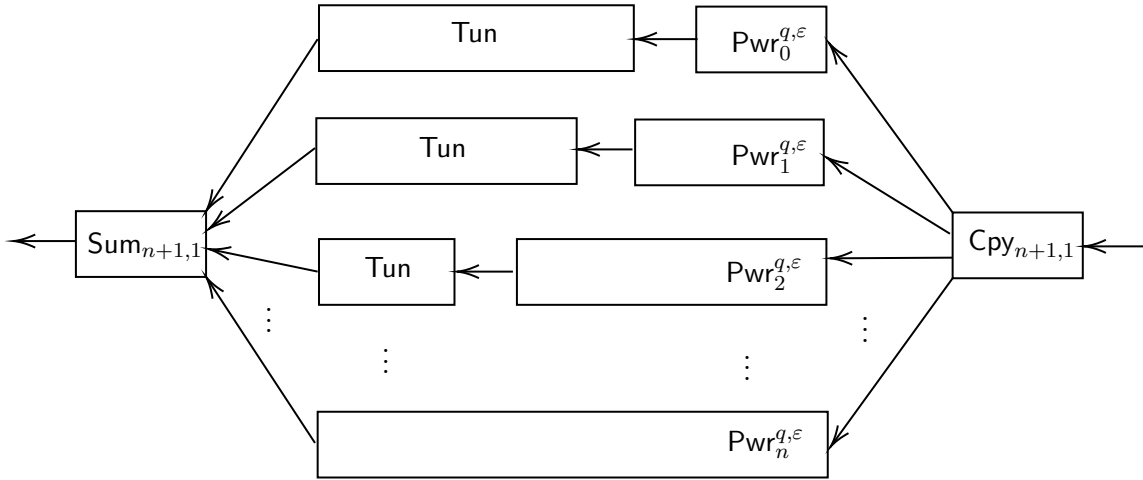 Tun Pwr_0^{q,ε}
Tun Pwr_1^{q,ε}
Sum_{n+1,1} Cpy_{n+1,1}
Tun Pwr_2^{q,ε}
⋮ ⋮
⋮ ⋮
Pwr_n^{q,ε}